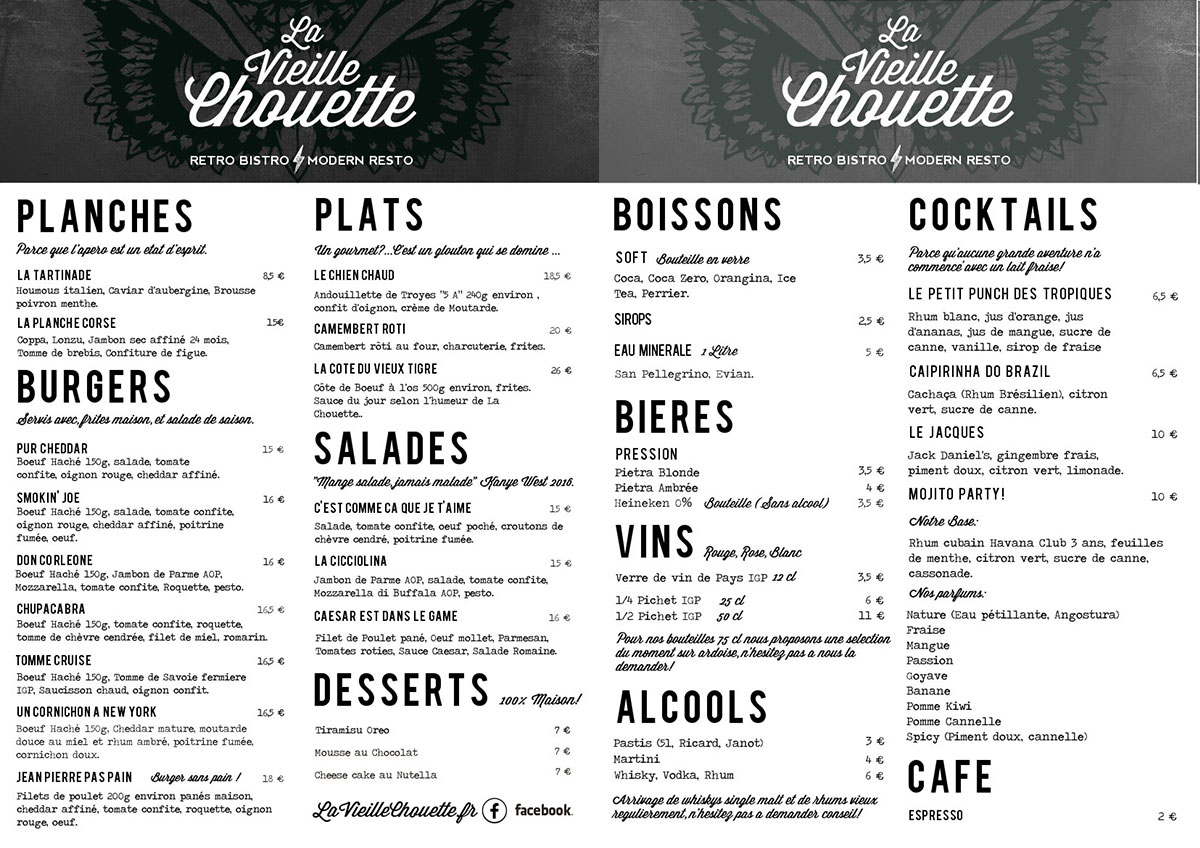 La
Vieille
Chouette
RETRO BISTRO MODERN RESTO
PLANCHES
Parce que l'apero est un etat d'esprit.
LA TARTINADE 8,5 €
Houmous italien, Caviar d'aubergine, Brousse
poivron menthe.
LA PLANCHE CORSE 15€
Coppa, Lonzu, Jambon sec affiné 24 mois,
Tomme de brebis, Confiture de figue.
BURGERS
Servis avec, frites maison, et salade de saison.
PUR CHEDDAR 15 €
Boeuf Haché 150g, salade, tomate
confite, oignon rouge, cheddar affiné.
SMOKIN' JOE 16 €
Boeuf Haché 150g, salade, tomate confite,
oignon rouge, cheddar affiné, poitrine
fumée, oeuf.
DON CORLEONE 16 €
Boeuf Haché 150g, Jambon de Parme AOP,
Mozzarella, tomate confite, Roquette, pesto.
CHUPACABRA 16,5 €
Boeuf Haché 150g, tomate confite, roquette,
tomme de chèvre cendrée, filet de miel, romarin.
TOMME CRUISE 16,5 €
Boeuf Haché 150g, Tomme de Savoie fermiere
IGP, Saucisson chaud, oignon confit.
UN CORNICHON A NEW YORK 16,5 €
Boeuf Haché 150g, Cheddar mature, moutarde
douce au miel et rhum ambré, poitrine fumée,
cornichon doux.
JEAN PIERRE PAS PAIN Burger sans pain ! 18 €
Filets de poulet 200g environ panés maison,
cheddar affiné, tomate confite, roquette, oignon
rouge, oeuf.
PLATS
Un gourmet?...C'est un glouton qui se domine ...
LE CHIEN CHAUD 18,5 €
Andouillette de Troyes "5 A" 240g environ ,
confit d'oignon, crème de Moutarde.
CAMEMBERT ROTI 20 €
Camembert rôti au four, charcuterie, frites.
LA COTE DU VIEUX TIGRE 26 €
Côte de Boeuf à l'os 500g environ, frites.
Sauce du jour selon l'humeur de La
Chouette..
SALADES
"Mange salade, jamais malade" Kanye West 2016.
C'EST COMME CA QUE JE T'AIME 15 €
Salade, tomate confite, oeuf poché, croutons de
chèvre cendré, poitrine fumée.
LA CICCIOLINA 15 €
Jambon de Parme AOP, salade, tomate confite,
Mozzarella di Buffala AOP, pesto.
CAESAR EST DANS LE GAME 16 €
Filet de Poulet pané, Oeuf mollet, Parmesan,
Tomates roties, Sauce Caesar, Salade Romaine.
DESSERTS 100% Maison!
Tiramisu Oreo 7 €
Mousse au Chocolat 7 €
Cheese cake au Nutella 7 €
LaVieilleChouette.fr f facebook.
La
Vieille
Chouette
RETRO BISTRO MODERN RESTO
BOISSONS
SOFT Bouteille en verre 3,5 €
Coca, Coca Zero, Orangina, Ice
Tea, Perrier.
SIROPS 2,5 €
EAU MINERALE 1 Litre 5 €
San Pellegrino, Evian.
BIERES
PRESSION
Pietra Blonde 3,5 €
Pietra Ambrée 4 €
Heineken 0% Bouteille ( Sans alcool) 3,5 €
VINS Rouge, Rose, Blanc
Verre de vin de Pays IGP 12 cl 3,5 €
1/4 Pichet IGP 25 cl 6 €
1/2 Pichet IGP 50 cl 11 €
Pour nos bouteilles 75 cl nous proposons une selection
du moment sur ardoise, n'hesitez pas a nous la
demander!
ALCOOLS
Pastis (51, Ricard, Janot) 3 €
Martini 4 €
Whisky, Vodka, Rhum 6 €
Arrivage de whiskys single malt et de rhums vieux
regulierement, n'hesitez pas a demander conseil!
COCKTAILS
Parce qu'aucune grande aventure n'a
commence' avec un lait fraise!
LE PETIT PUNCH DES TROPIQUES 6,5 €
Rhum blanc, jus d'orange, jus
d'ananas, jus de mangue, sucre de
canne, vanille, sirop de fraise
CAIPIRINHA DO BRAZIL 6,5 €
Cachaça (Rhum Brésilien), citron
vert, sucre de canne.
LE JACQUES 10 €
Jack Daniel's, gingembre frais,
piment doux, citron vert, limonade.
MOJITO PARTY! 10 €
Notre Base:
Rhum cubain Havana Club 3 ans, feuilles
de menthe, citron vert, sucre de canne,
cassonade.
Nos parfums:
Nature (Eau pétillante, Angostura)
Fraise
Mangue
Passion
Goyave
Banane
Pomme Kiwi
Pomme Cannelle
Spicy (Piment doux, cannelle)
CAFE
ESPRESSO 2 €